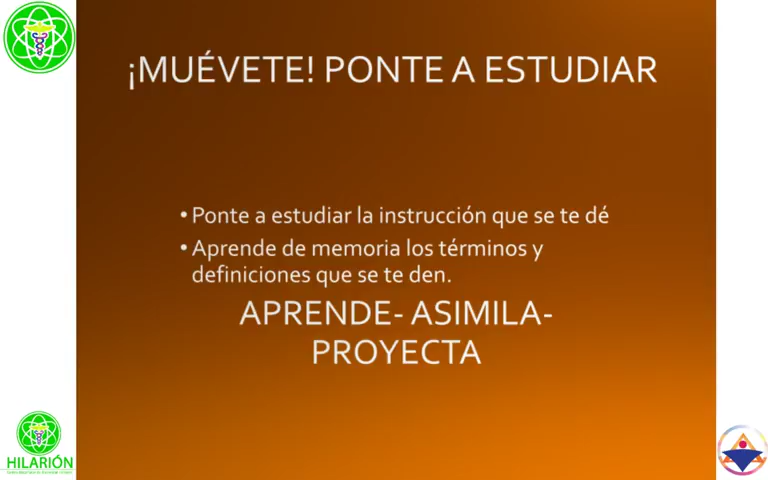 ¡MUÉVETE! PONTE A ESTUDIAR
• Ponte a estudiar la instrucción que se te dé
• Aprende de memoria los términos y
definiciones que se te den.
APRENDE- ASIMILA-
PROYECTA
HILARIÓN